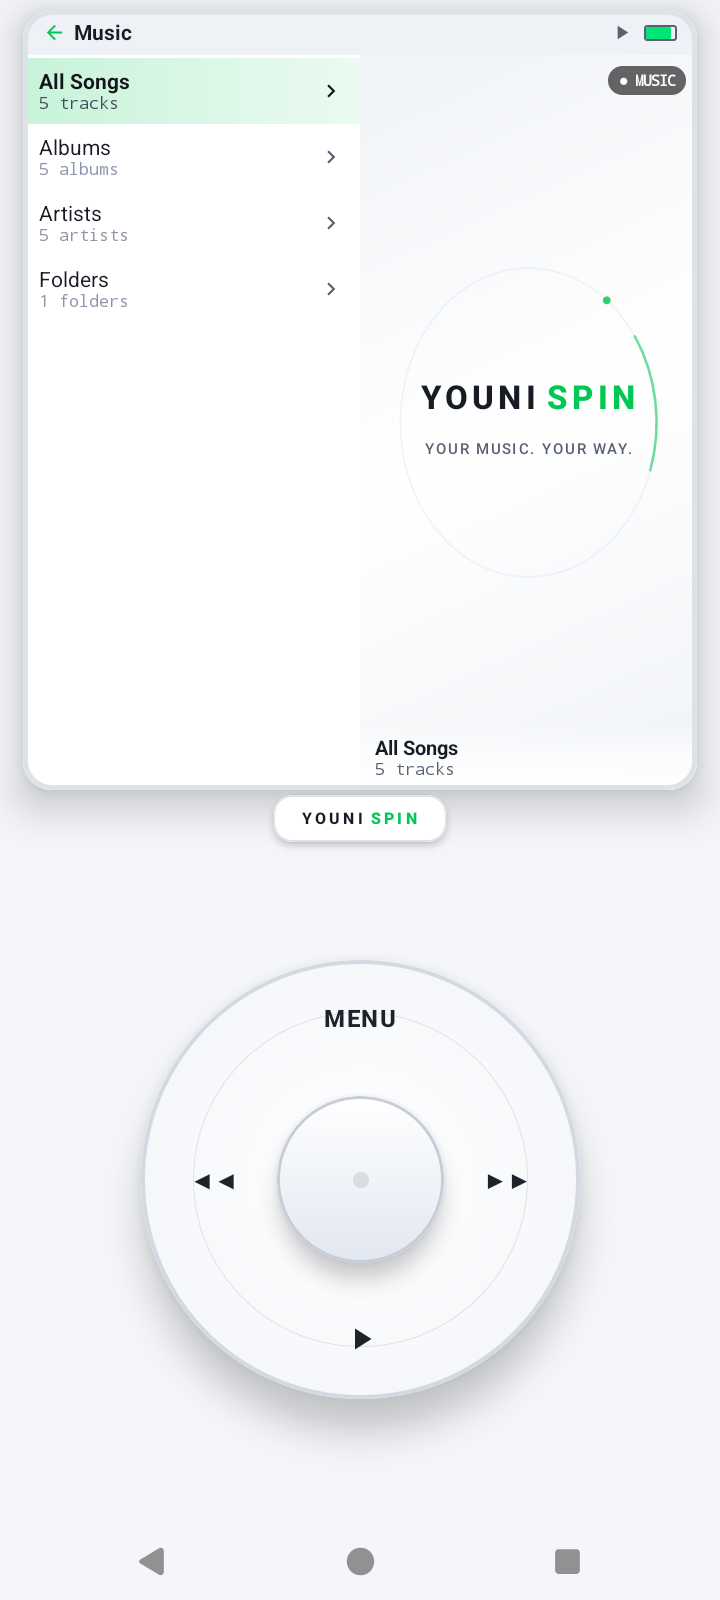 Music
All Songs
5 tracks
Albums
5 albums
Artists
5 artists
Folders
1 folders
MUSIC
YOUNI SPIN
YOUR MUSIC. YOUR WAY.
All Songs
5 tracks
YOUNI SPIN
MENU